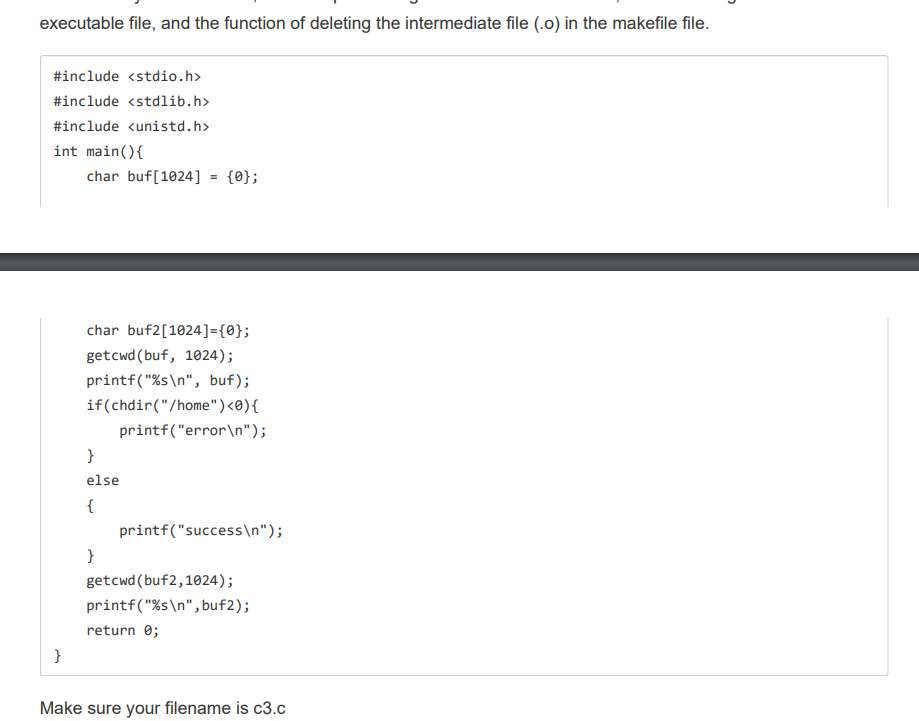 executable file, and the function of deleting the intermediate file (.o) in the makefile file.
#include <stdio.h>
#include <stdlib.h>
#include <unistd.h>
int main(){
    char buf[1024] = {0};
    char buf2[1024]={0};
    getcwd(buf, 1024);
    printf("%s\n", buf);
    if(chdir("/home")<0){
        printf("error\n");
    }
    else
    {
        printf("success\n");
    }
    getcwd(buf2,1024);
    printf("%s\n",buf2);
    return 0;
}
Make sure your filename is c3.c